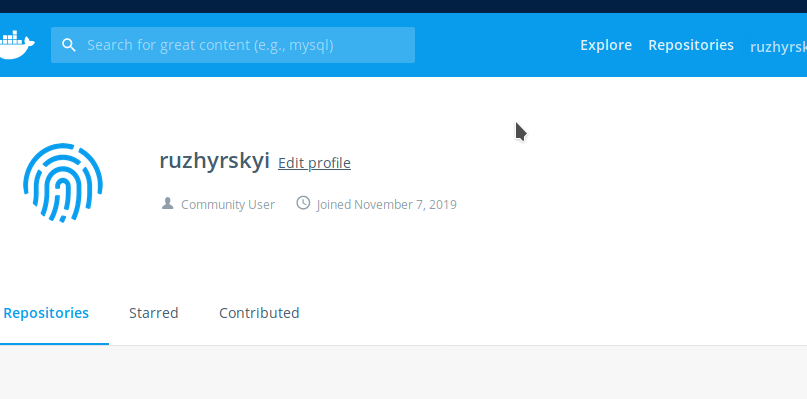 Search for great content (e.g., mysql)
Explore Repositories ruzhyrsk
ruzhyrskyi Edit profile
Community User Joined November 7, 2019
Repositories Starred Contributed